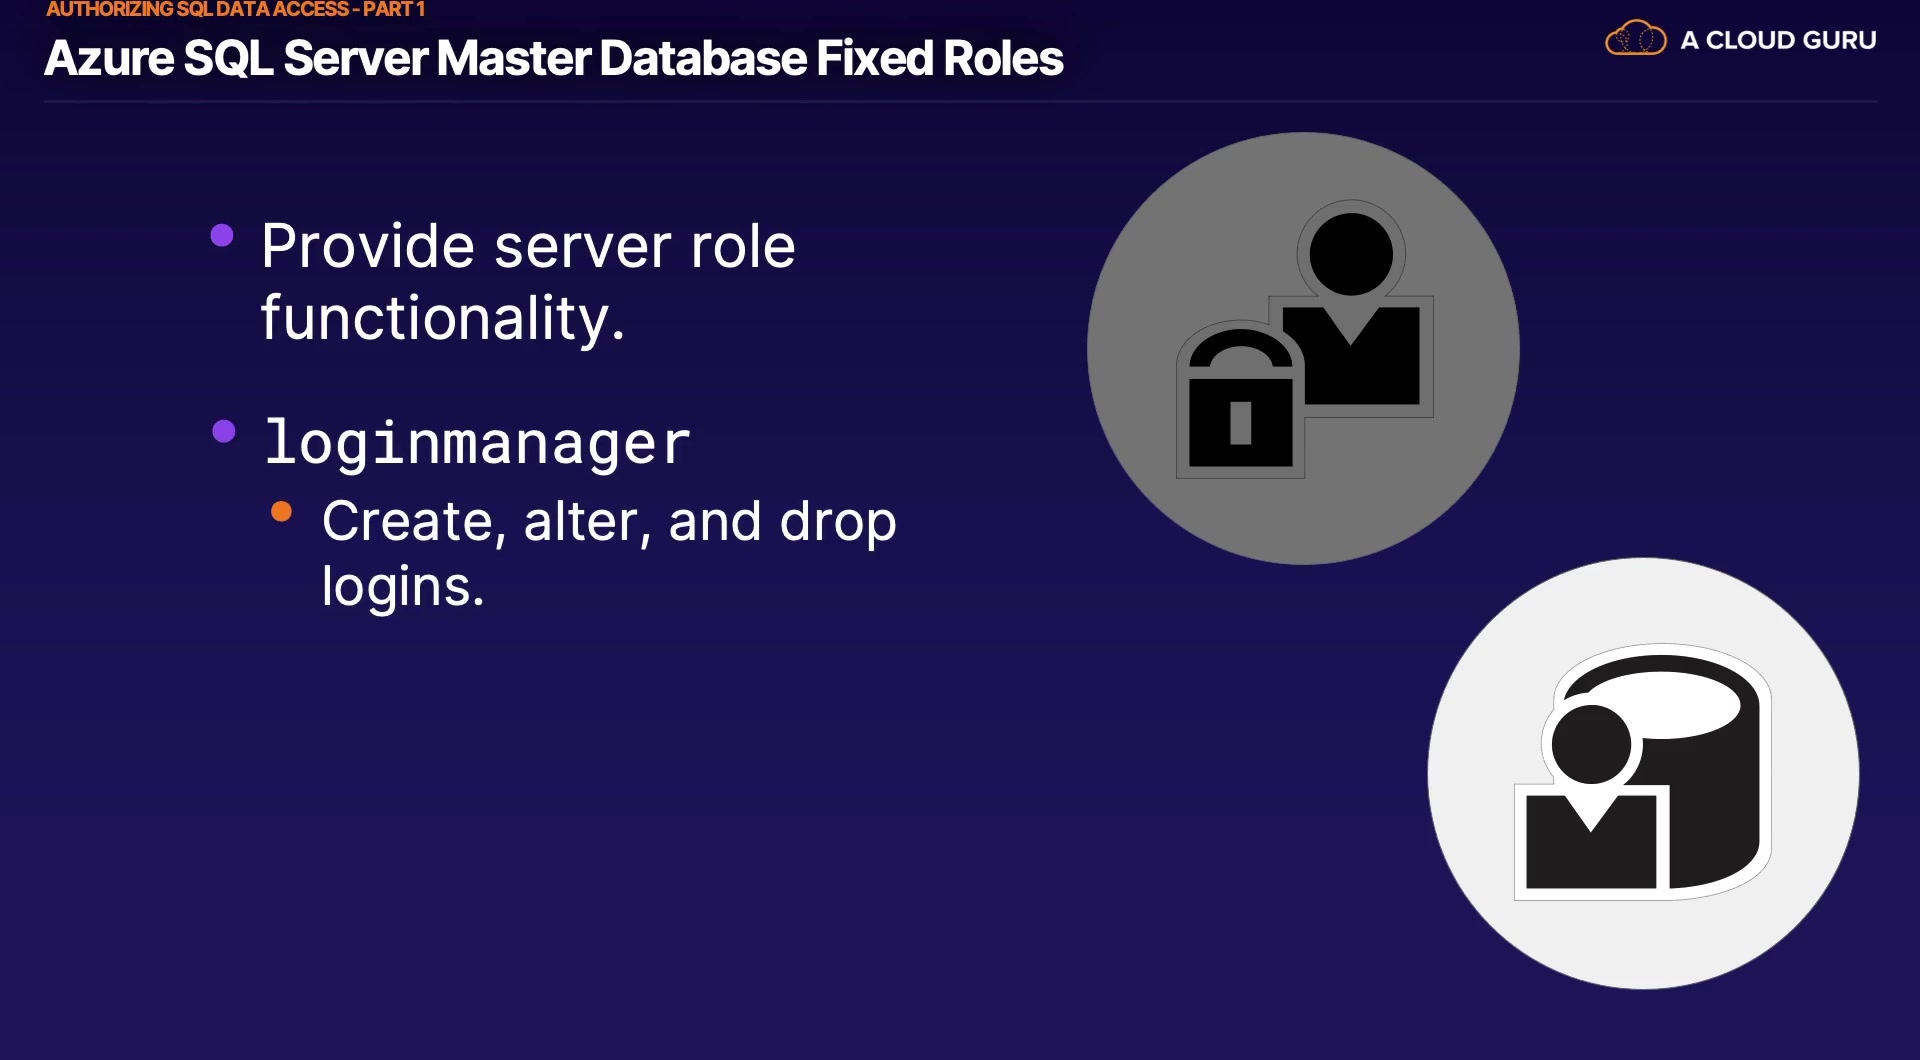 AUTHORIZING SQL DATA ACCESS - PART 1
Azure SQL Server Master Database Fixed Roles
A CLOUD GURU
Provide server role
functionality.
loginmanager
Create, alter, and drop
logins.